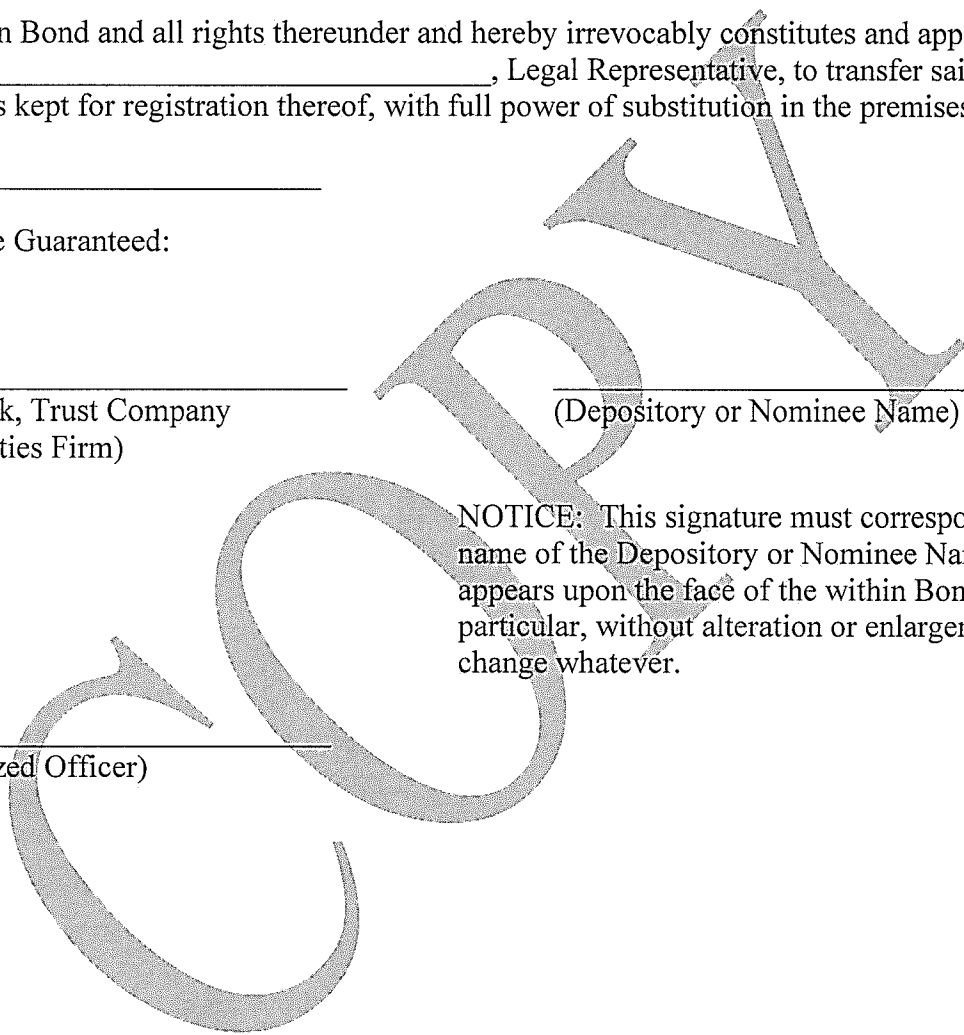 n Bond and all rights thereunder and hereby irrevocably constitutes and app
, Legal Representative, to transfer sai
s kept for registration thereof, with full power of substitution in the premises
e Guaranteed:
k, Trust Company
ties Firm)
(Depository or Nominee Name)
NOTICE: This signature must correspo
name of the Depository or Nominee Na
appears upon the face of the within Bon
particular, without alteration or enlarge
change whatever.
zed Officer)
COPY